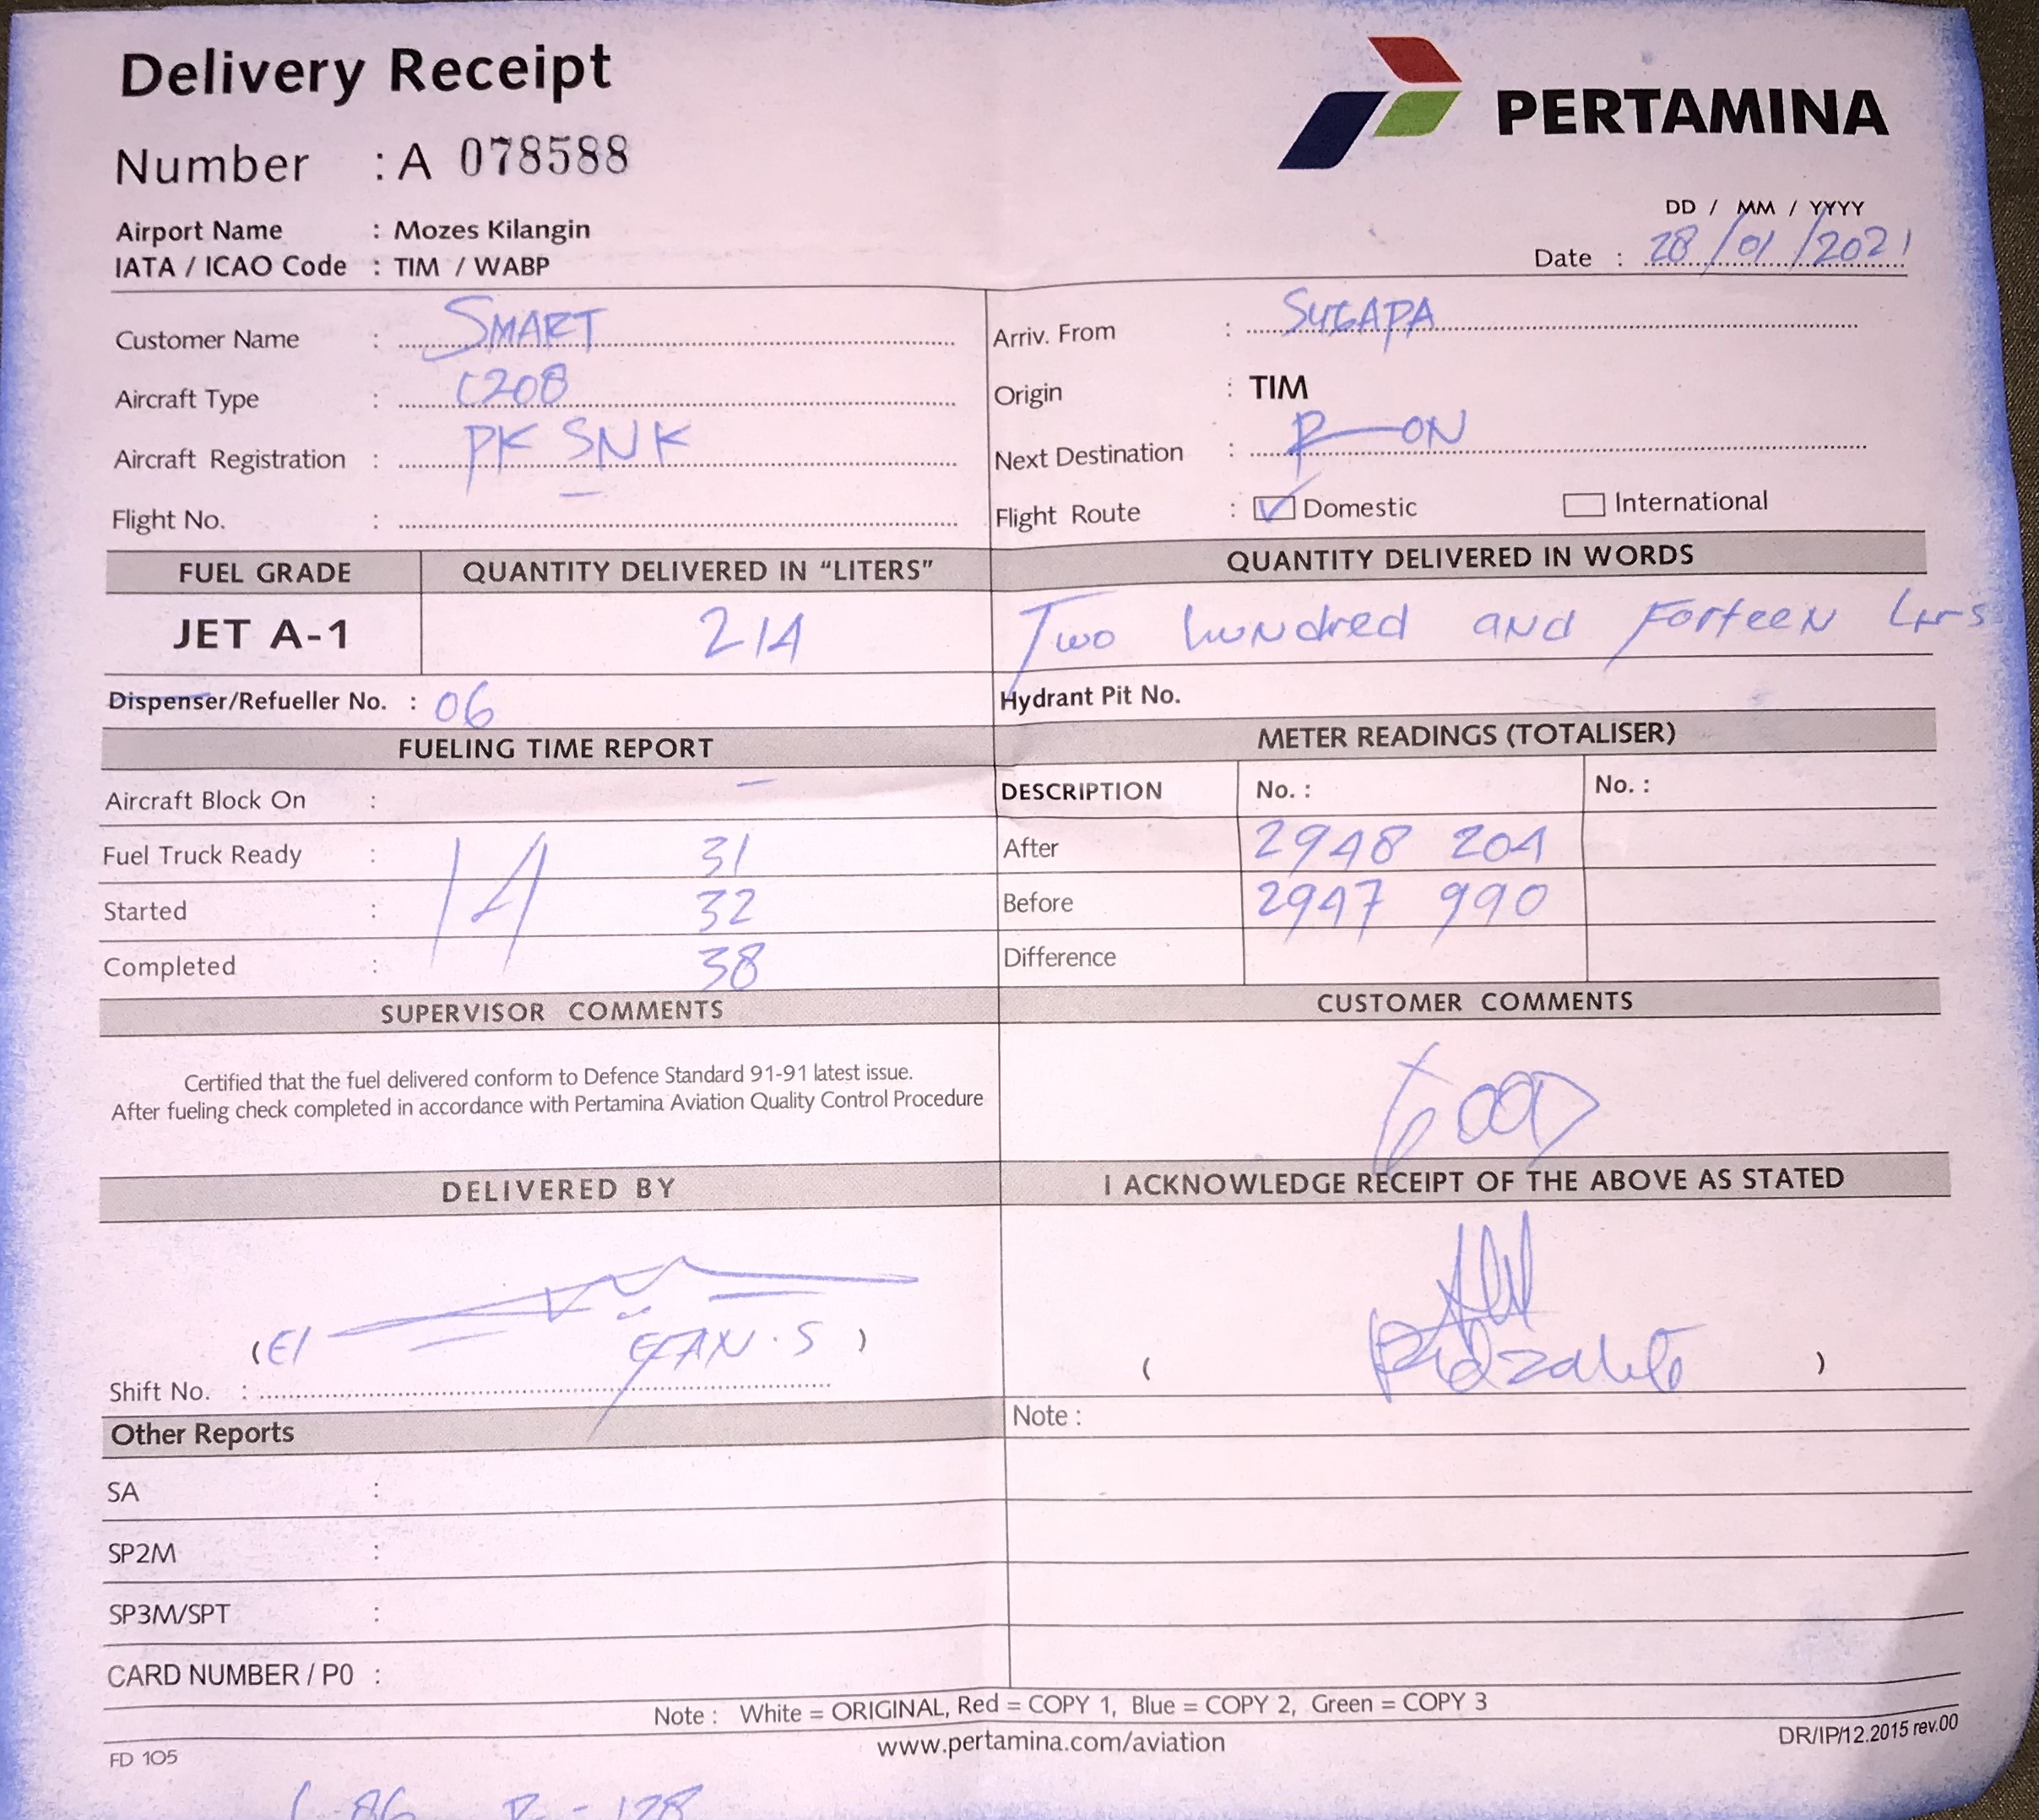 Delivery Receipt
PERTAMINA
Number : A 078588
Airport Name : Mozes Kilangin
IATA / ICAO Code : TIM / WABP
DD / MM / YYYY
Date : 28/01/2021
Customer Name : SMART
Aircraft Type : C208
Aircraft Registration : PK SNK
Flight No. :
Arriv. From : SUGAPA
Origin : TIM
Next Destination : R-ON
Flight Route : Domestic International
FUEL GRADE QUANTITY DELIVERED IN "LITERS" QUANTITY DELIVERED IN WORDS
JET A-1 214 Two hundred and Forteen Ltrs
Dispenser/Refueller No. : 06 Hydrant Pit No.
FUELING TIME REPORT METER READINGS (TOTALISER)
Aircraft Block On : -
DESCRIPTION No. : No. :
Fuel Truck Ready : 14 31
After 2948 204
Started : 32
Before 2947 990
Completed : 38
Difference
SUPERVISOR COMMENTS CUSTOMER COMMENTS
Certified that the fuel delivered conform to Defence Standard 91-91 latest issue.
After fueling check completed in accordance with Pertamina Aviation Quality Control Procedure
GOOD
DELIVERED BY I ACKNOWLEDGE RECEIPT OF THE ABOVE AS STATED
( )
( )
Shift No. :
Note :
Other Reports
SA :
SP2M :
SP3M/SPT :
CARD NUMBER / PO :
Note : White = ORIGINAL, Red = COPY 1, Blue = COPY 2, Green = COPY 3
www.pertamina.com/aviation
FD 105
DR/IP/12.2015 rev.00